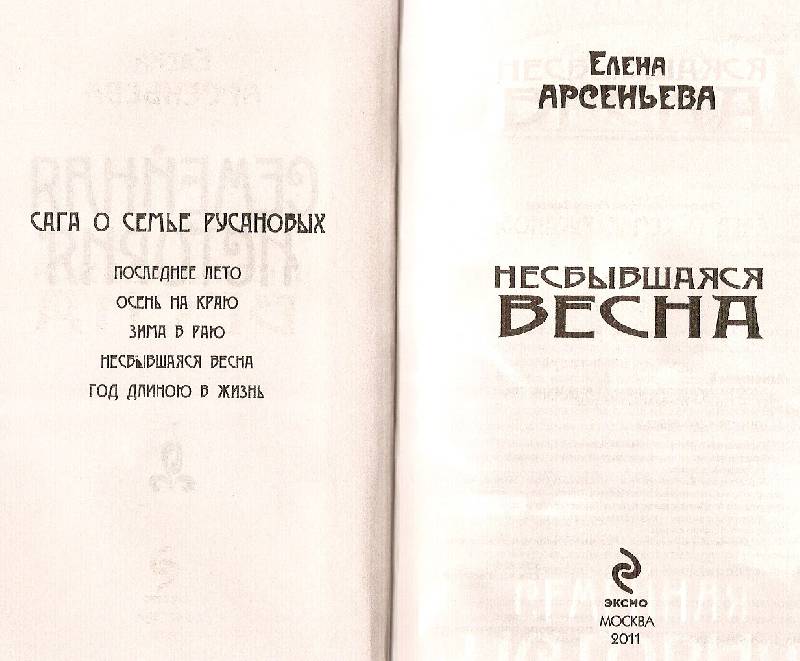 САГА О СЕМЬЕ РУСАНОВЫХ
ПОСЛЕДНЕЕ ЛЕТО
ОСЕНЬ НА КРАЮ
ЗИМА В РАЮ
НЕСБЫВШАЯСЯ ВЕСНА
ГОД ДЛИНОЮ В ЖИЗНЬ
ЕЛЕНА
АРСЕНЬЕВА
НЕСБЫВШАЯСЯ
ВЕСНА
ЭКСМО
МОСКВА
2011